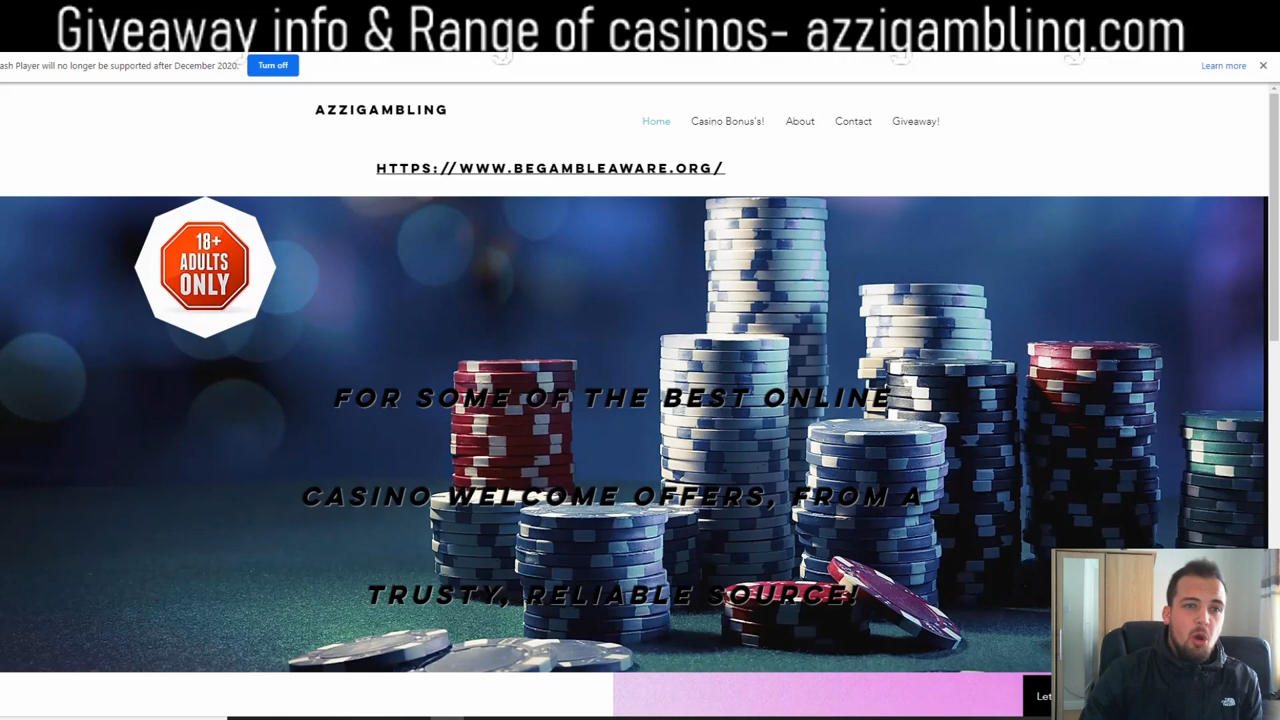 Giveaway info & Range of casinos- azzigambling.com
ash Player will no longer be supported after December 2020.
Turn off
Learn more
AZZIGAMBLING
Home
Casino Bonus's!
About
Contact
Giveaway!
HTTPS://WWW.BEGAMBLEAWARE.ORG/
18+
ADULTS
ONLY
FOR SOME OF THE BEST ONLINE
CASINO WELCOME OFFERS, FROM A
TRUSTY, RELIABLE SOURCE!